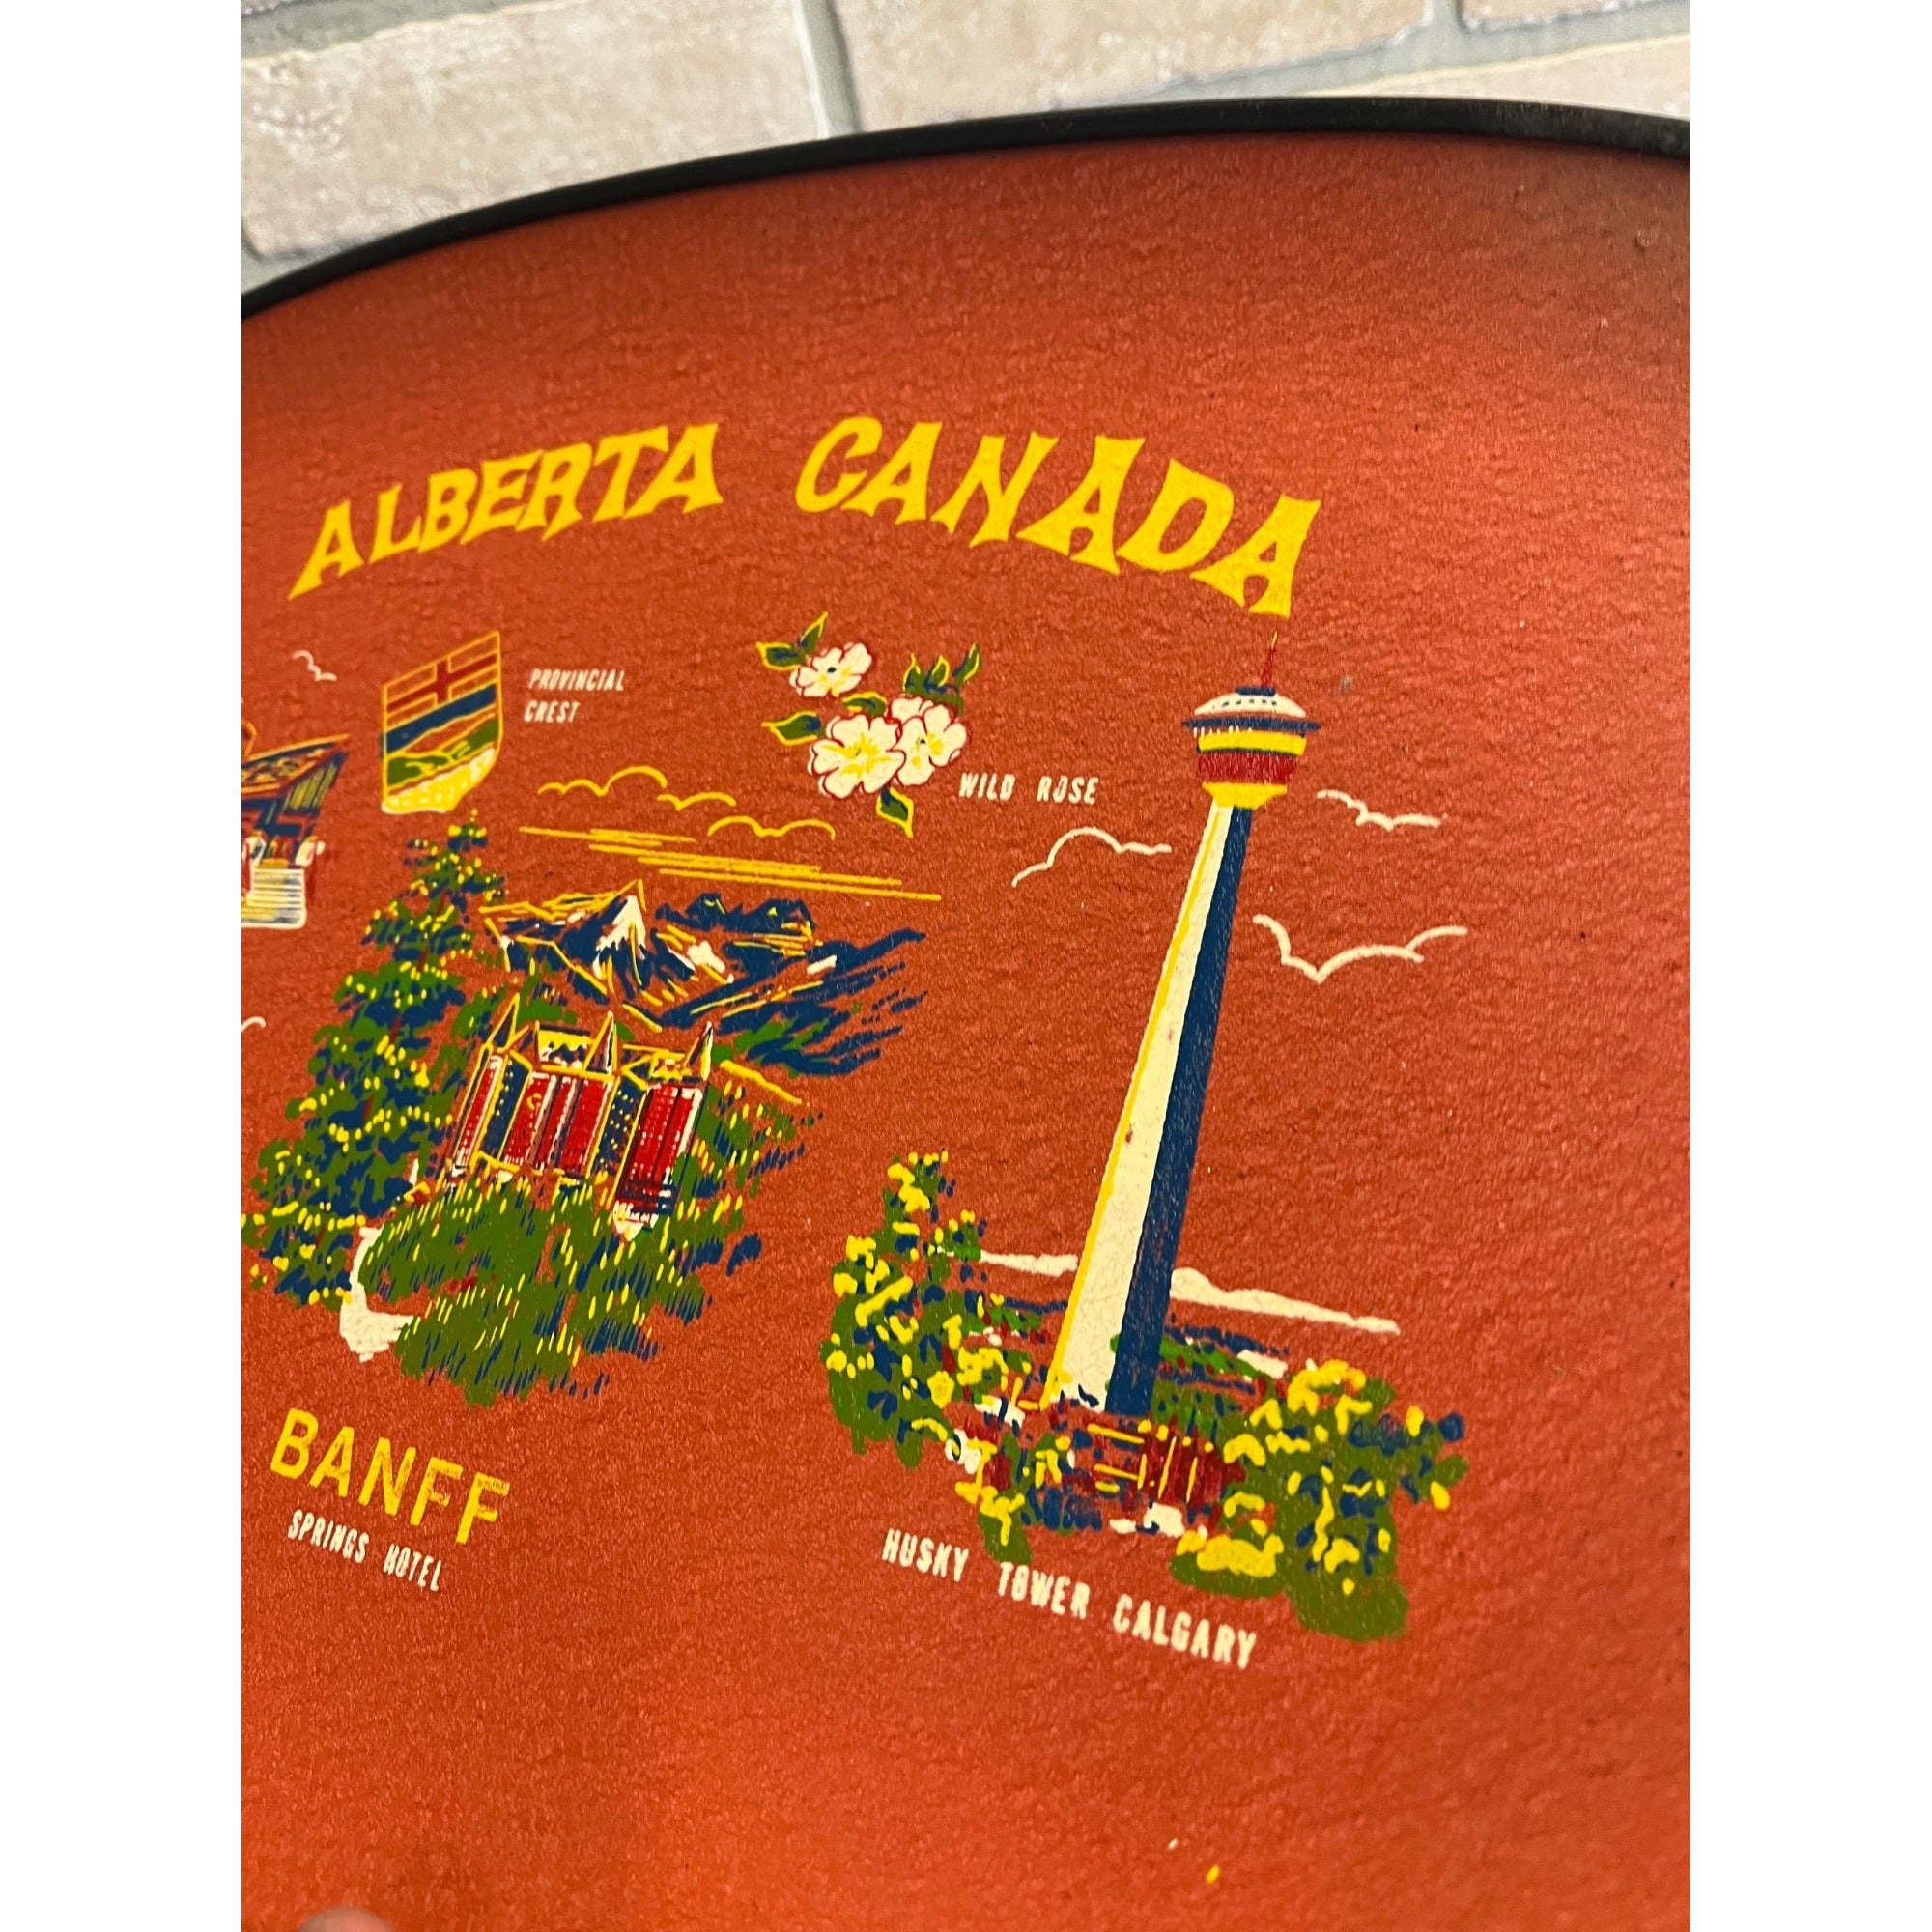 ALBERTA CANADA
PROVINCIAL
CREST
WILD ROSE
BANFF
SPRINGS HOTEL
HUSKY TOWER CALGARY